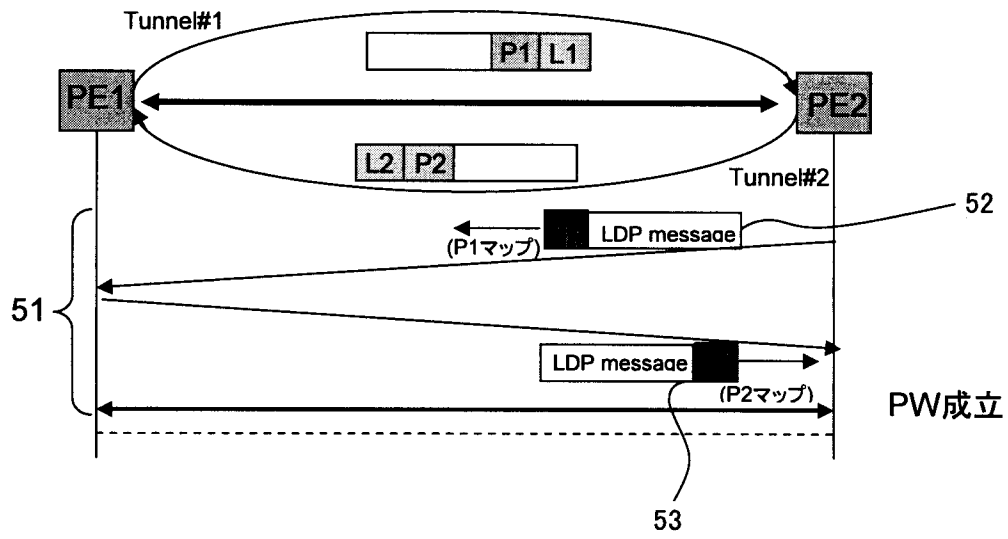 Tunnel#1
P1 L1
PE1
PE2
L2 P2
Tunnel#2
52
LDP message
(P1マップ)
51
LDP message
(P2マップ)
PW成立
53